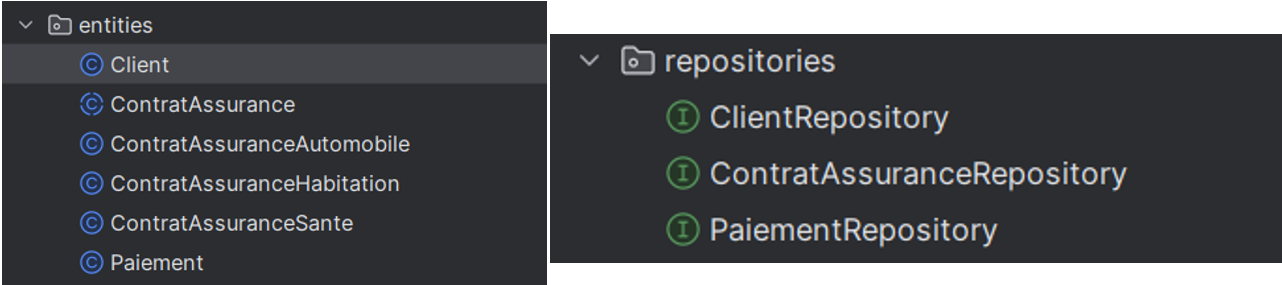 entities
Client
ContratAssurance
ContratAssuranceAutomobile
ContratAssuranceHabitation
ContratAssuranceSante
Paiement
repositories
ClientRepository
ContratAssuranceRepository
PaiementRepository